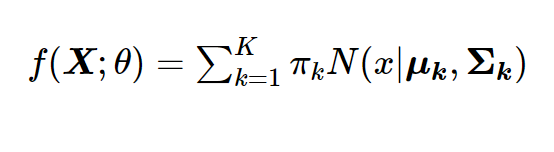 f(X; θ) = ∑_{k=1}^{K} π_k N(x|μ_k, Σ_k)